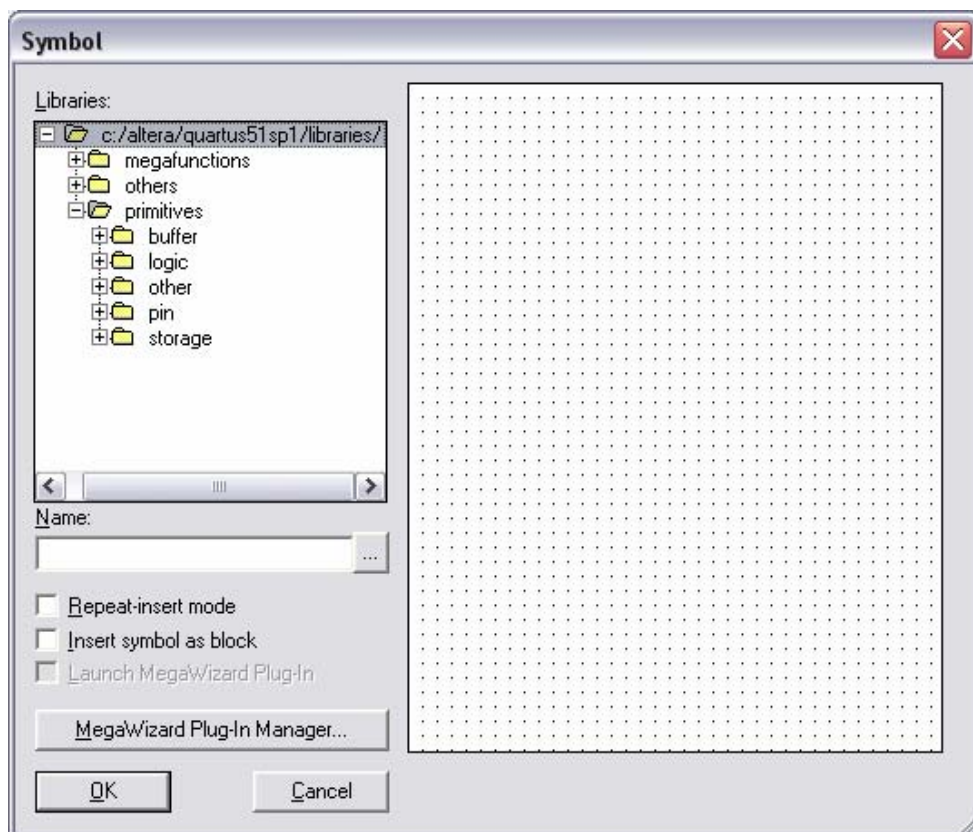 Symbol
Libraries:
c:/altera/quartus51sp1/libraries/
megafunctions
others
primitives
buffer
logic
other
pin
storage
Name:
...
Repeat-insert mode
Insert symbol as block
Launch MegaWizard Plug-In
MegaWizard Plug-In Manager...
OK
Cancel